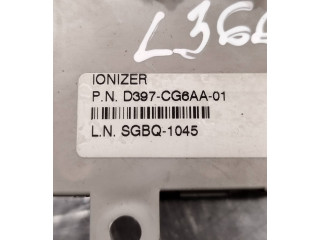 L36
IONIZER
P.N. D397-CG6AA-01
L.N. SGBQ-1045